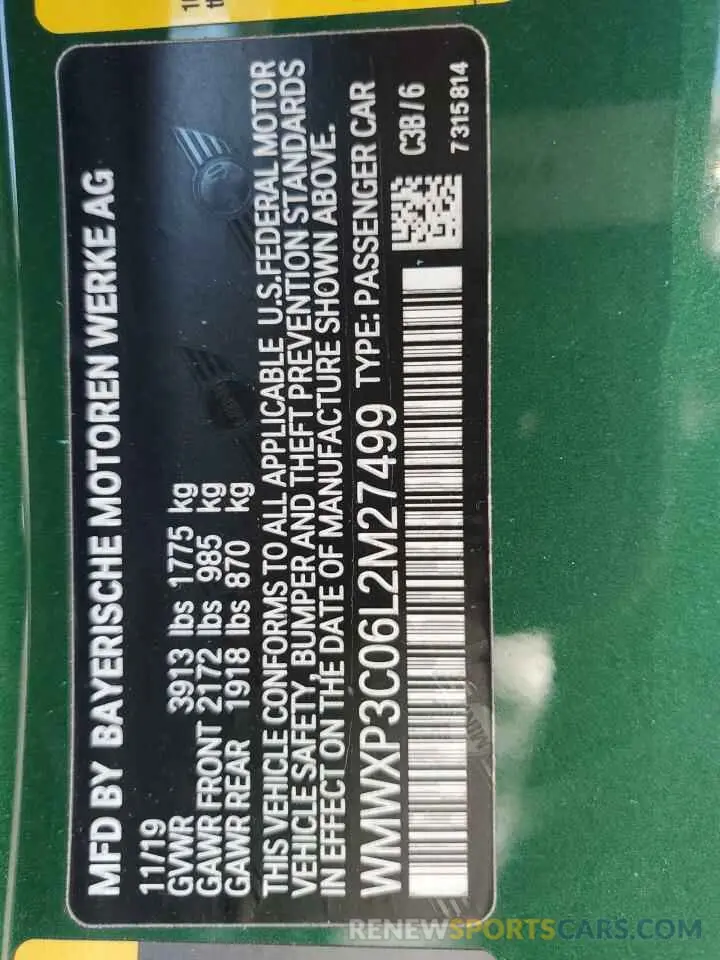 MFD BY BAYERISCHE MOTOREN WERKE AG
11/19
GVWR 3913 lbs 1775 kg
GAWR FRONT 2172 lbs 985 kg
GAWR REAR 1918 lbs 870 kg
THIS VEHICLE CONFORMS TO ALL APPLICABLE U.S.FEDERAL MOTOR
VEHICLE SAFETY, BUMPER AND THEFT PREVENTION STANDARDS
IN EFFECT ON THE DATE OF MANUFACTURE SHOWN ABOVE.
WMWXP3C06L2M27499 TYPE: PASSENGER CAR
C3B/6
7 315 814
RENEWSPORTSCARS.COM